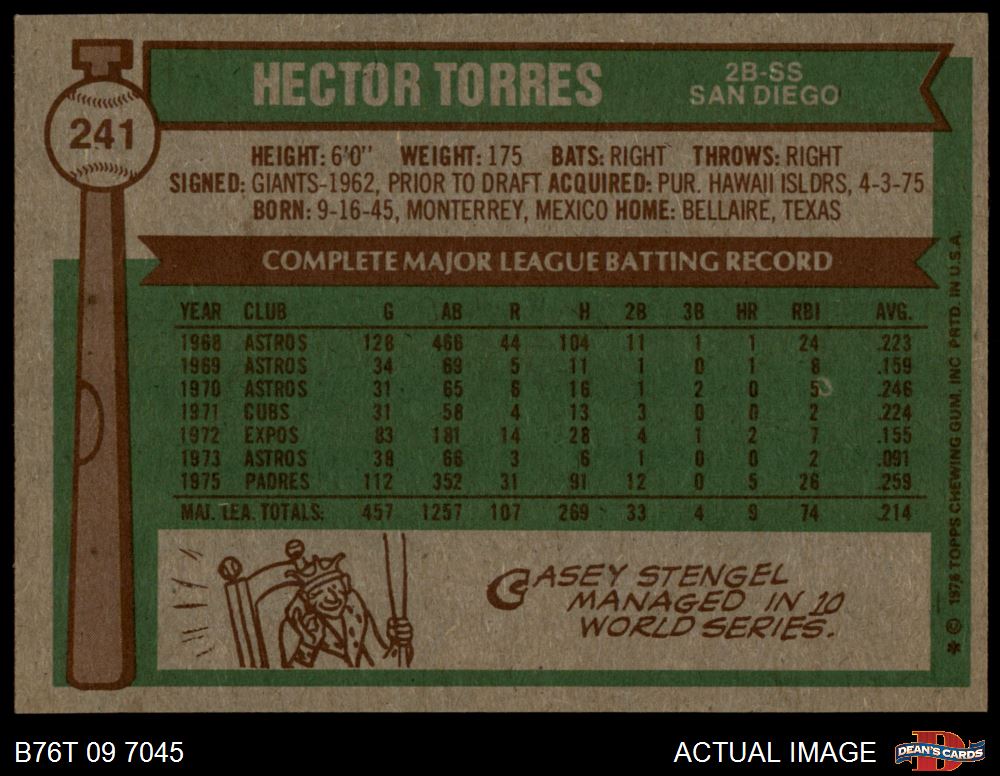 241
HECTOR TORRES
2B-SS
SAN DIEGO
HEIGHT: 6'0" WEIGHT: 175 BATS: RIGHT THROWS: RIGHT
SIGNED: GIANTS-1962, PRIOR TO DRAFT ACQUIRED: PUR. HAWAII ISLDRS, 4-3-75
BORN: 9-16-45, MONTERREY, MEXICO HOME: BELLAIRE, TEXAS
COMPLETE MAJOR LEAGUE BATTING RECORD
YEAR CLUB G AB R H 2B 3B HR RBI AVG.
1968 ASTROS 128 466 44 104 11 1 1 24 .223
1969 ASTROS 34 69 5 11 1 0 1 8 .159
1970 ASTROS 31 65 6 16 1 2 0 5 .246
1971 CUBS 31 58 4 13 3 0 0 2 .224
1972 EXPOS 83 181 14 28 4 1 2 7 .155
1973 ASTROS 38 66 3 6 1 0 0 2 .091
1975 PADRES 112 352 31 91 12 0 5 26 .259
MAJ. LEA. TOTALS: 457 1257 107 269 33 4 9 74 .214
CASEY STENGEL
MANAGED IN 10
WORLD SERIES.
* © 1976 TOPPS CHEWING GUM, INC PRTD. IN U.S.A.
B76T 09 7045
ACTUAL IMAGE
DEAN'S CARDS